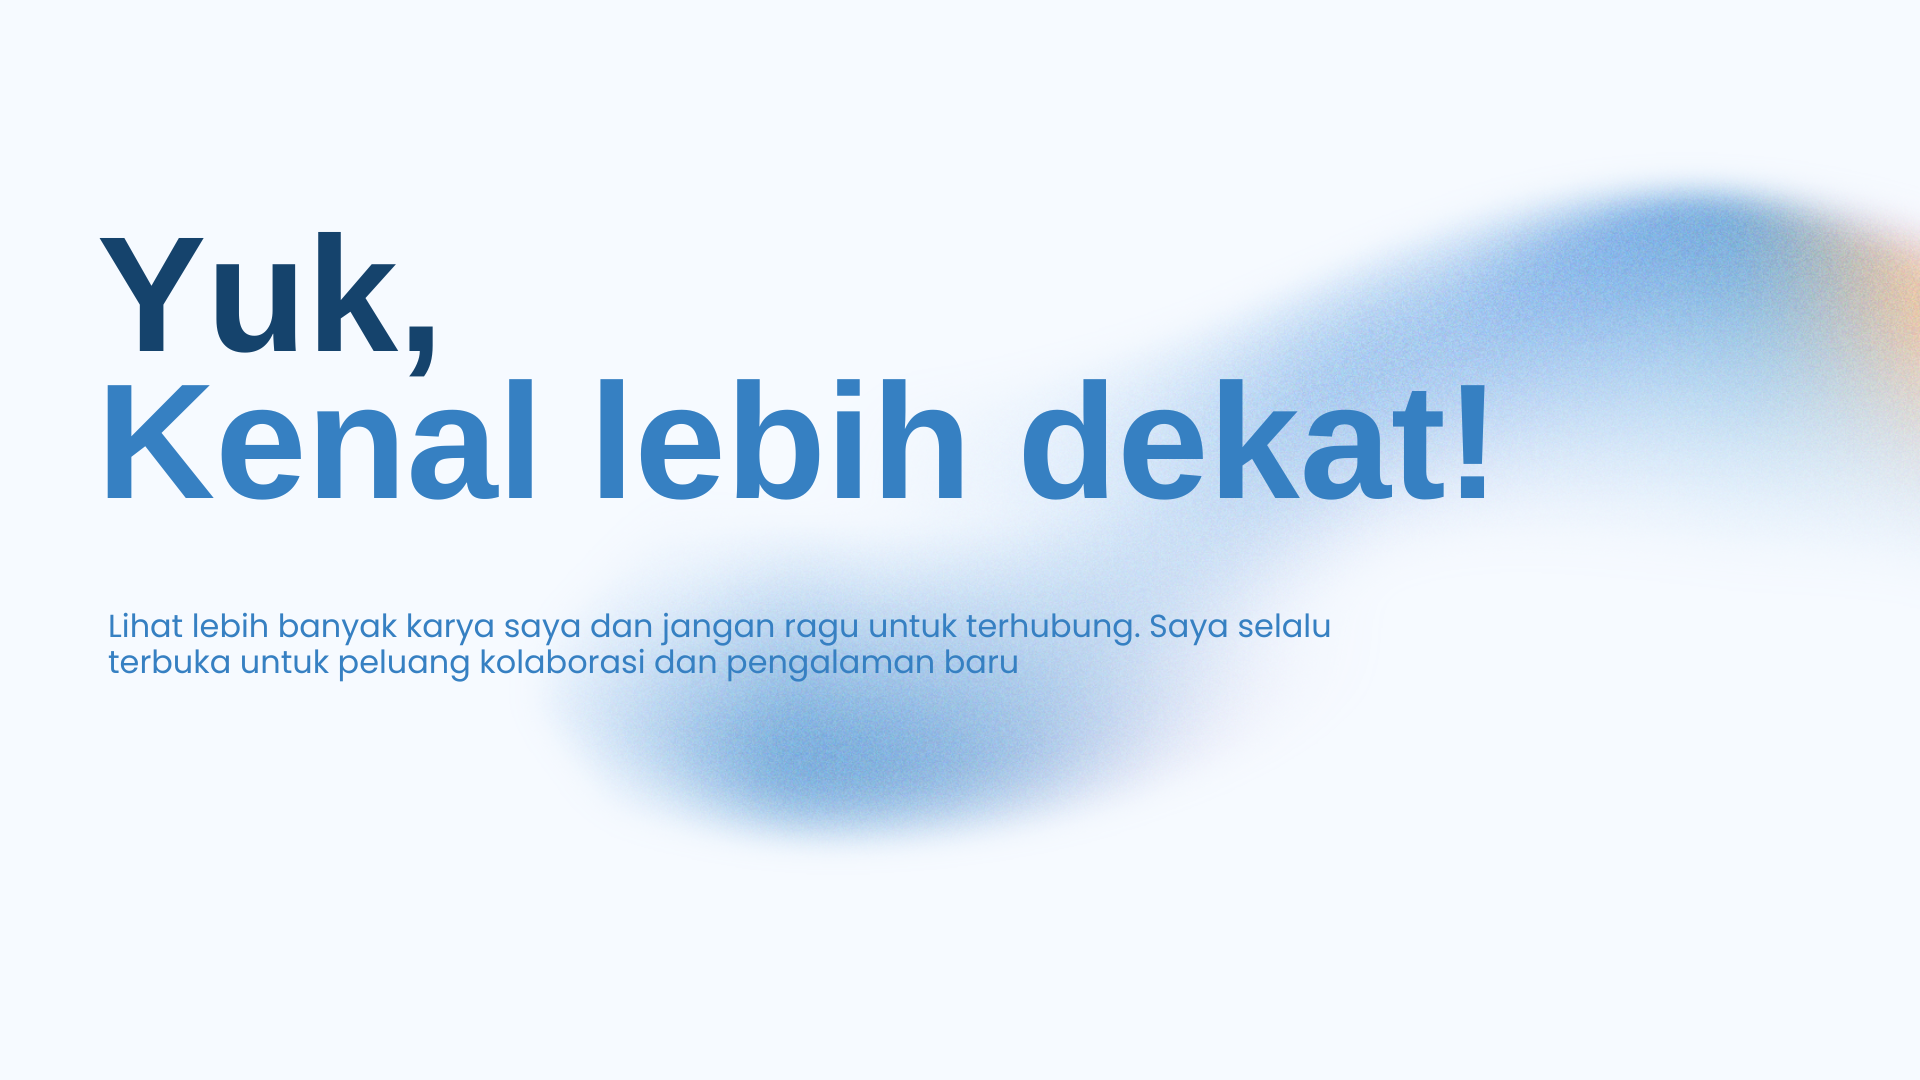 Yuk,
Kenal lebih dekat!
Lihat lebih banyak karya saya dan jangan ragu untuk terhubung. Saya selalu
terbuka untuk peluang kolaborasi dan pengalaman baru